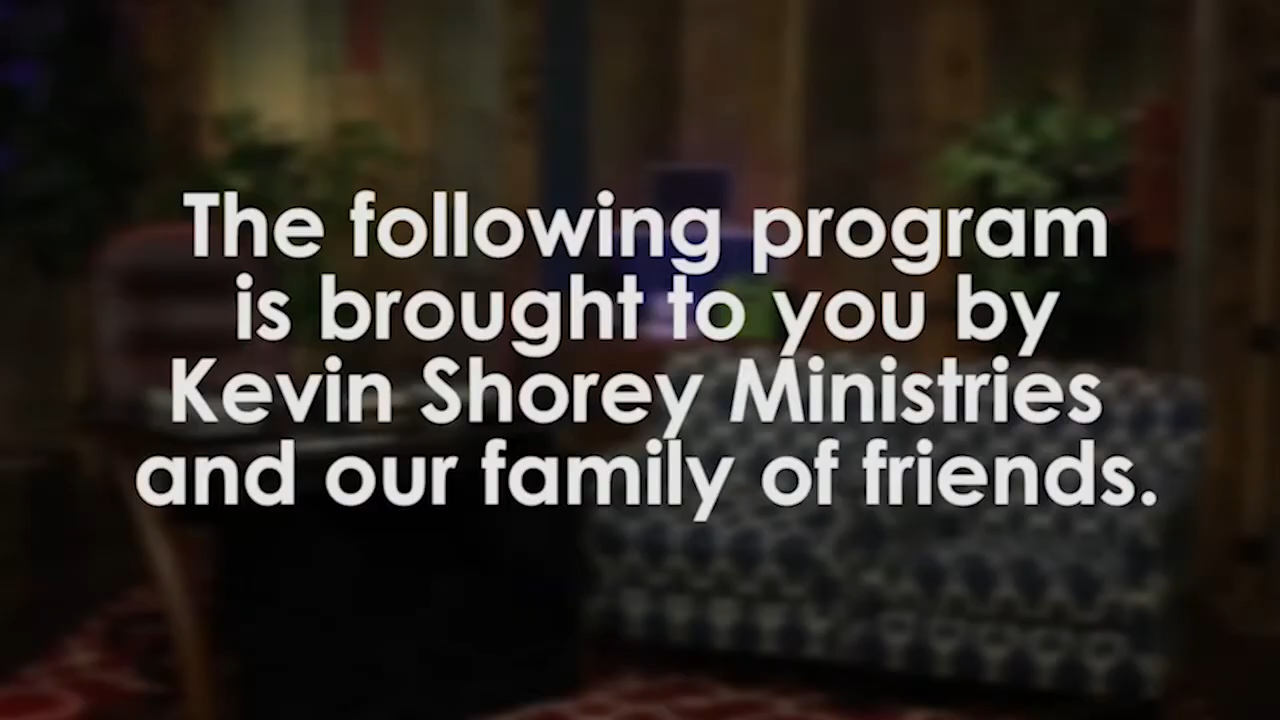 The following program
is brought to you by
Kevin Shorey Ministries
and our family of friends.